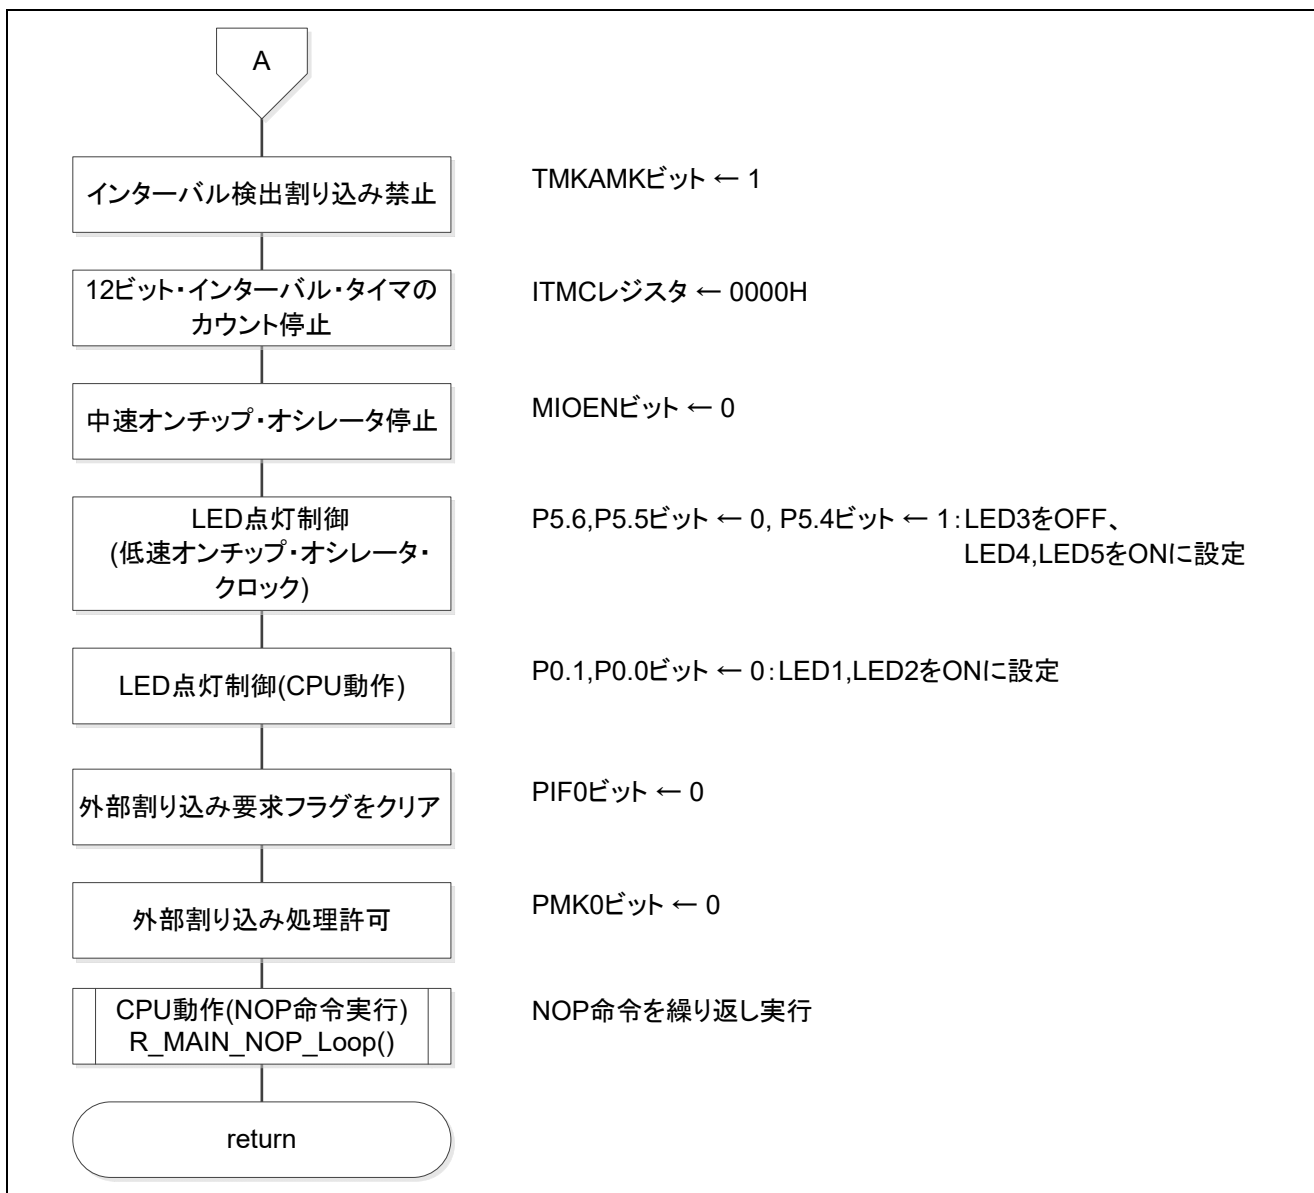 A
インターバル検出割り込み禁止
TMKAMKビット ← 1
12ビット・インターバル・タイマの
カウント停止
ITMCレジスタ ← 0000H
中速オンチップ・オシレータ停止
MIOENビット ← 0
LED点灯制御
(低速オンチップ・オシレータ・
クロック)
P5.6,P5.5ビット ← 0, P5.4ビット ← 1:LED3をOFF、
LED4,LED5をONに設定
LED点灯制御(CPU動作)
P0.1,P0.0ビット ← 0:LED1,LED2をONに設定
外部割り込み要求フラグをクリア
PIF0ビット ← 0
外部割り込み処理許可
PMK0ビット ← 0
CPU動作(NOP命令実行)
R_MAIN_NOP_Loop()
NOP命令を繰り返し実行
return